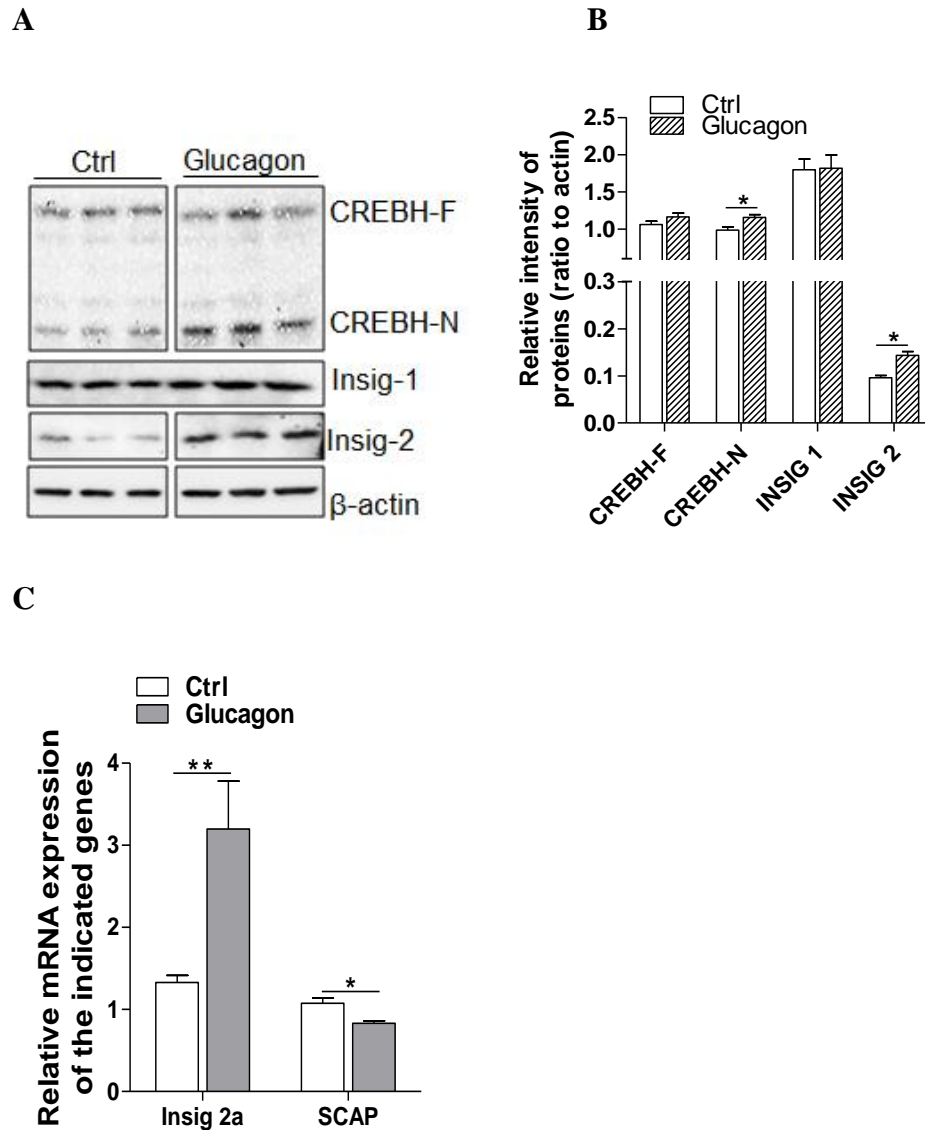 A
Ctrl
Glucagon
CREBH-F
CREBH-N
Insig-1
Insig-2
β-actin
B
Ctrl
Glucagon
Relative intensity of
proteins (ratio to actin)
2.5
2.0
1.5
1.0
0.3
0.2
0.1
0.0
*
*
CREBH-F
CREBH-N
INSIG 1
INSIG 2
C
Ctrl
Glucagon
Relative mRNA expression
of the indicated genes
4
3
2
1
0
**
*
Insig 2a
SCAP